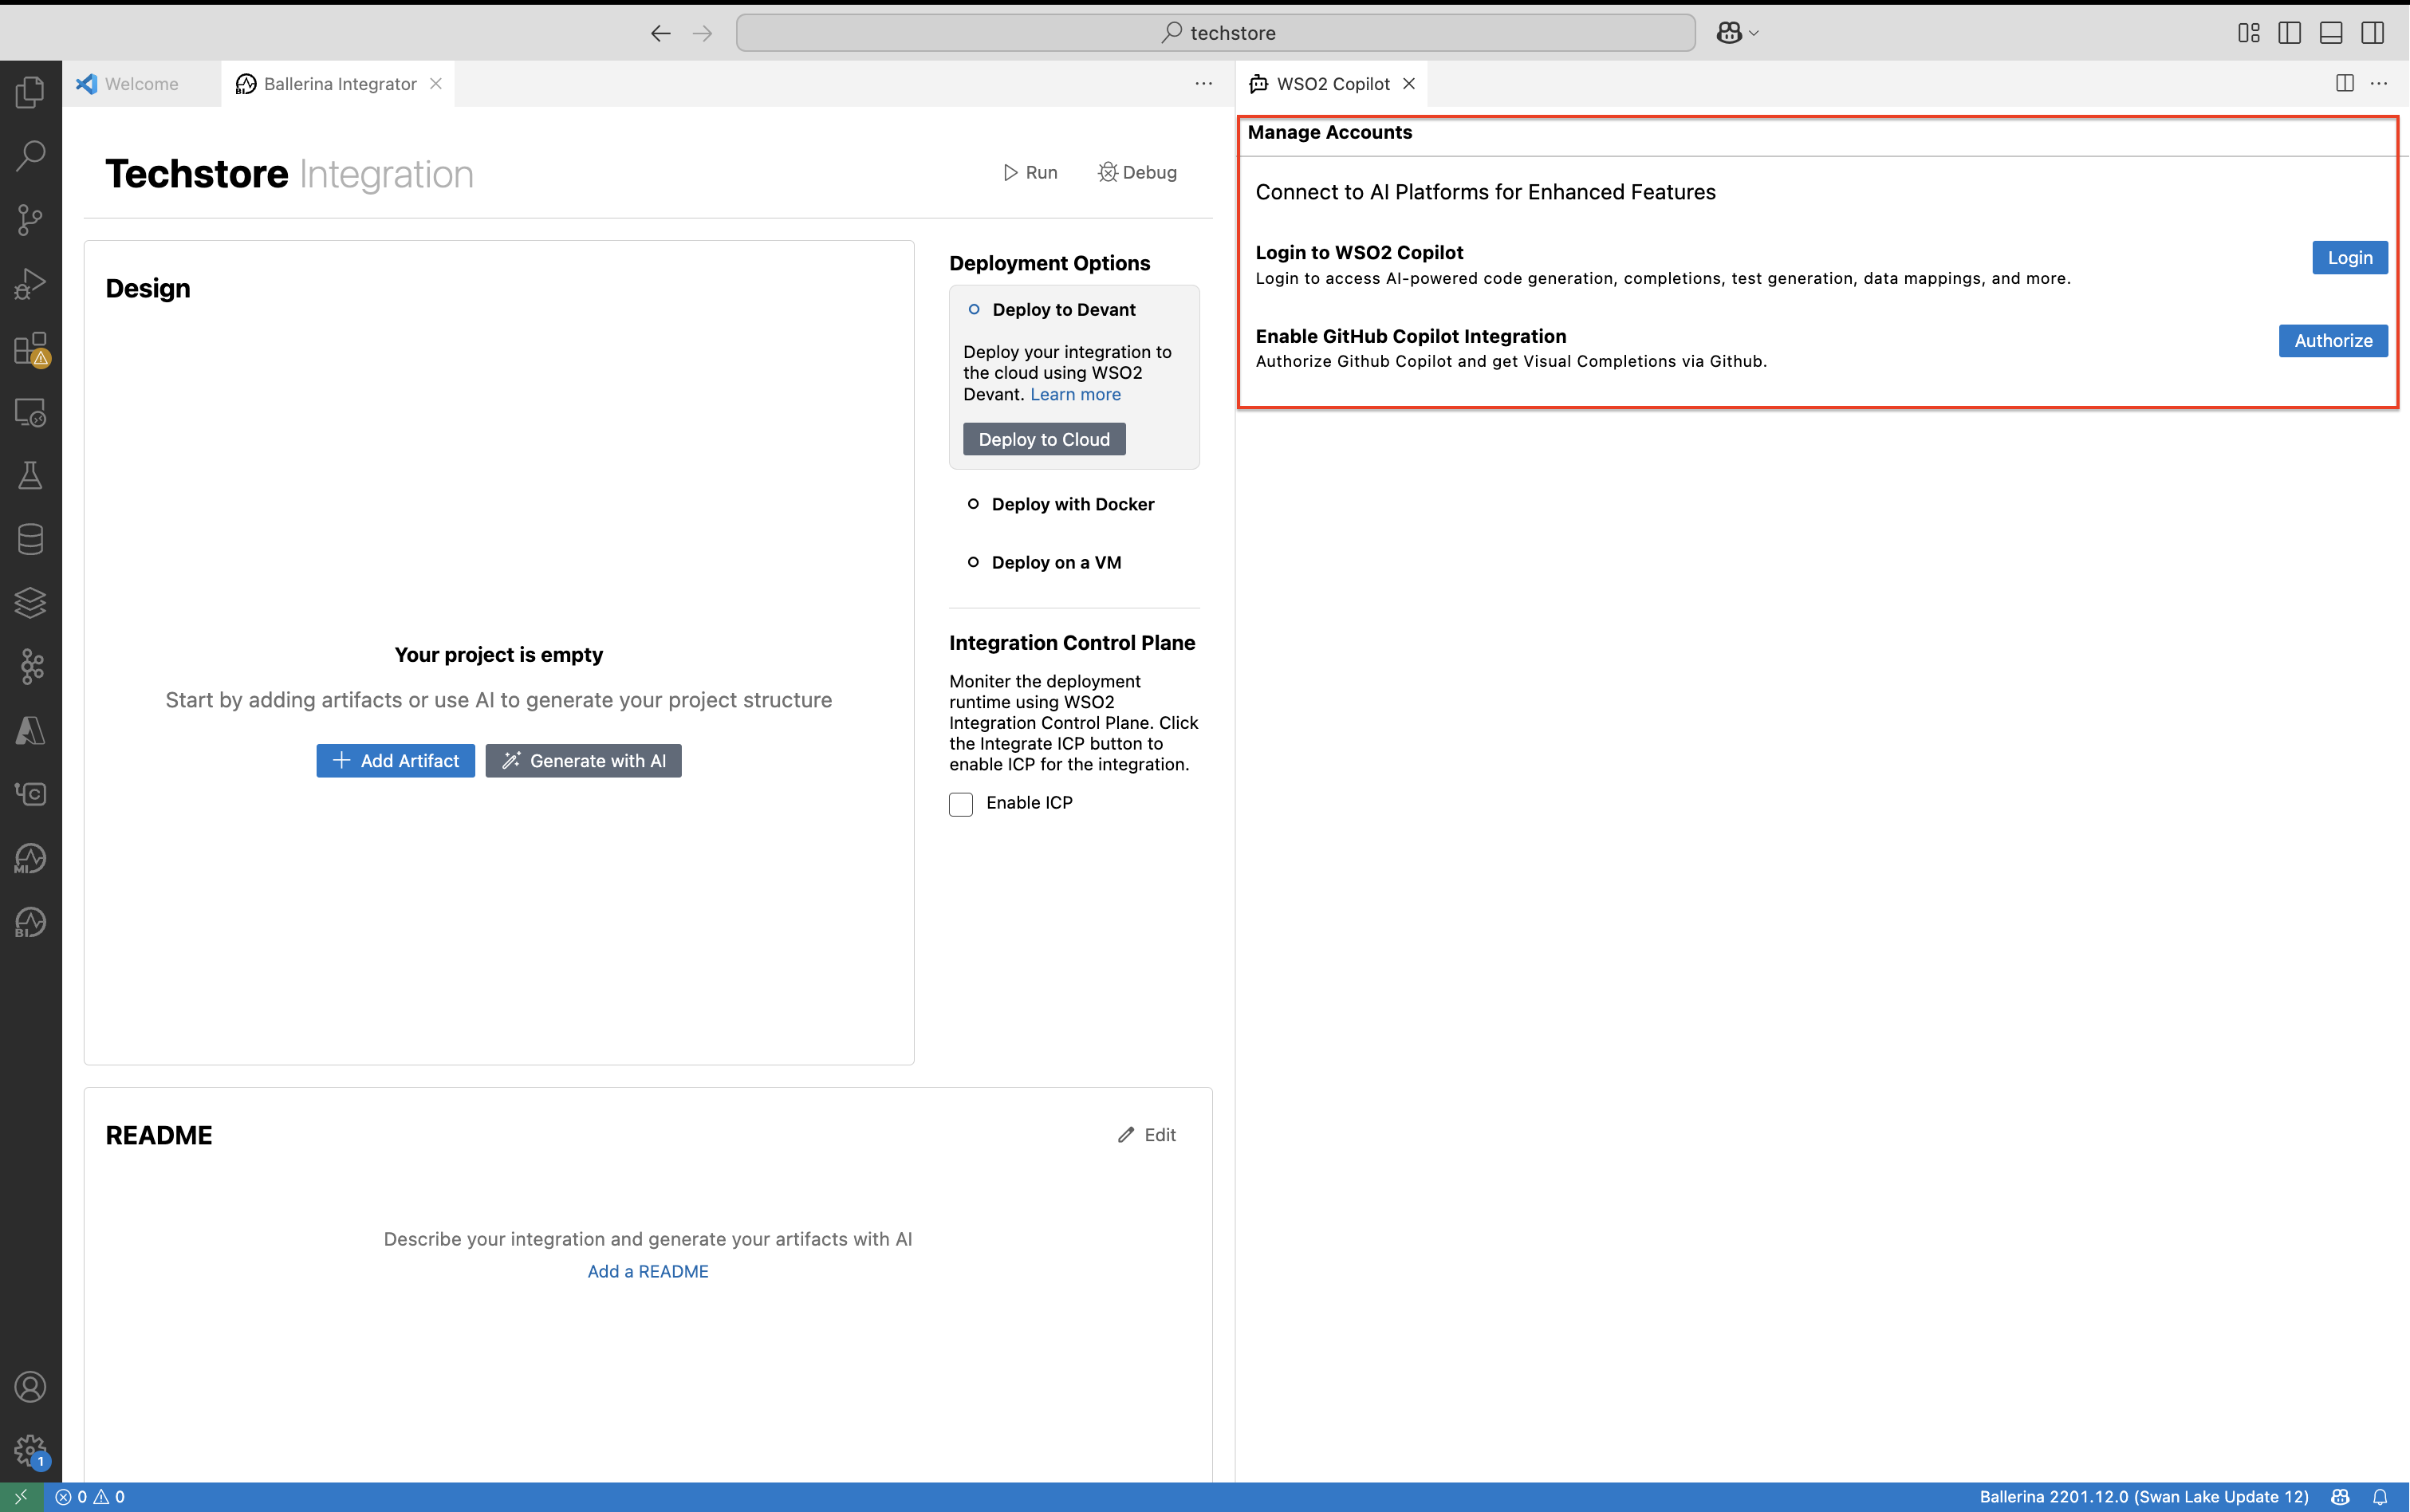 techstore
Welcome
Ballerina Integrator
WSO2 Copilot
Techstore Integration
Run
Debug
Design
Your project is empty
Start by adding artifacts or use AI to generate your project structure
Add Artifact
Generate with AI
Deployment Options
Deploy to Devant
Deploy your integration to
the cloud using WSO2
Devant. Learn more
Deploy to Cloud
Deploy with Docker
Deploy on a VM
Integration Control Plane
Moniter the deployment
runtime using WSO2
Integration Control Plane. Click
the Integrate ICP button to
enable ICP for the integration.
Enable ICP
README
Edit
Describe your integration and generate your artifacts with AI
Add a README
Manage Accounts
Connect to AI Platforms for Enhanced Features
Login to WSO2 Copilot
Login to access AI-powered code generation, completions, test generation, data mappings, and more.
Login
Enable GitHub Copilot Integration
Authorize Github Copilot and get Visual Completions via Github.
Authorize
C
MI
BI
1
0 0
Ballerina 2201.12.0 (Swan Lake Update 12)